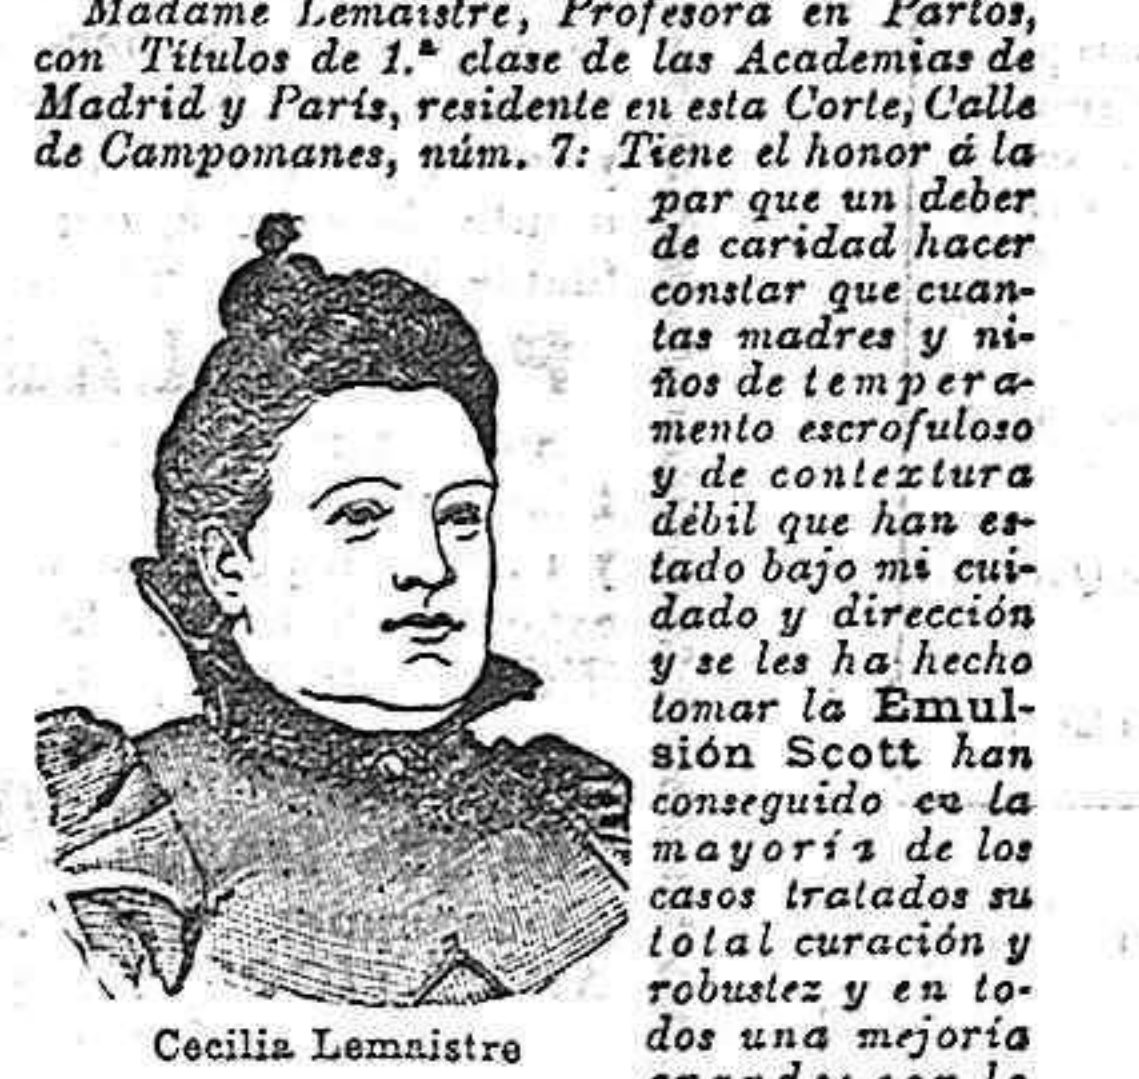 Madame Lemaistre, Profesora en Partos,
con Títulos de 1.ª clase de las Academias de
Madrid y París, residente en esta Corte, Calle
de Campomanes, núm. 7: Tiene el honor á la
par que un deber
de caridad hacer
constar que cuan-
tas madres y ni-
ños de tempera-
mento escrofuloso
y de contextura
débil que han es-
tado bajo mi cui-
dado y dirección
y se les ha hecho
tomar la Emul-
sión Scott han
conseguido en la
mayoría de los
casos tratados su
total curación y
robustez y en to-
dos una mejoría
Cecilia Lemaistre